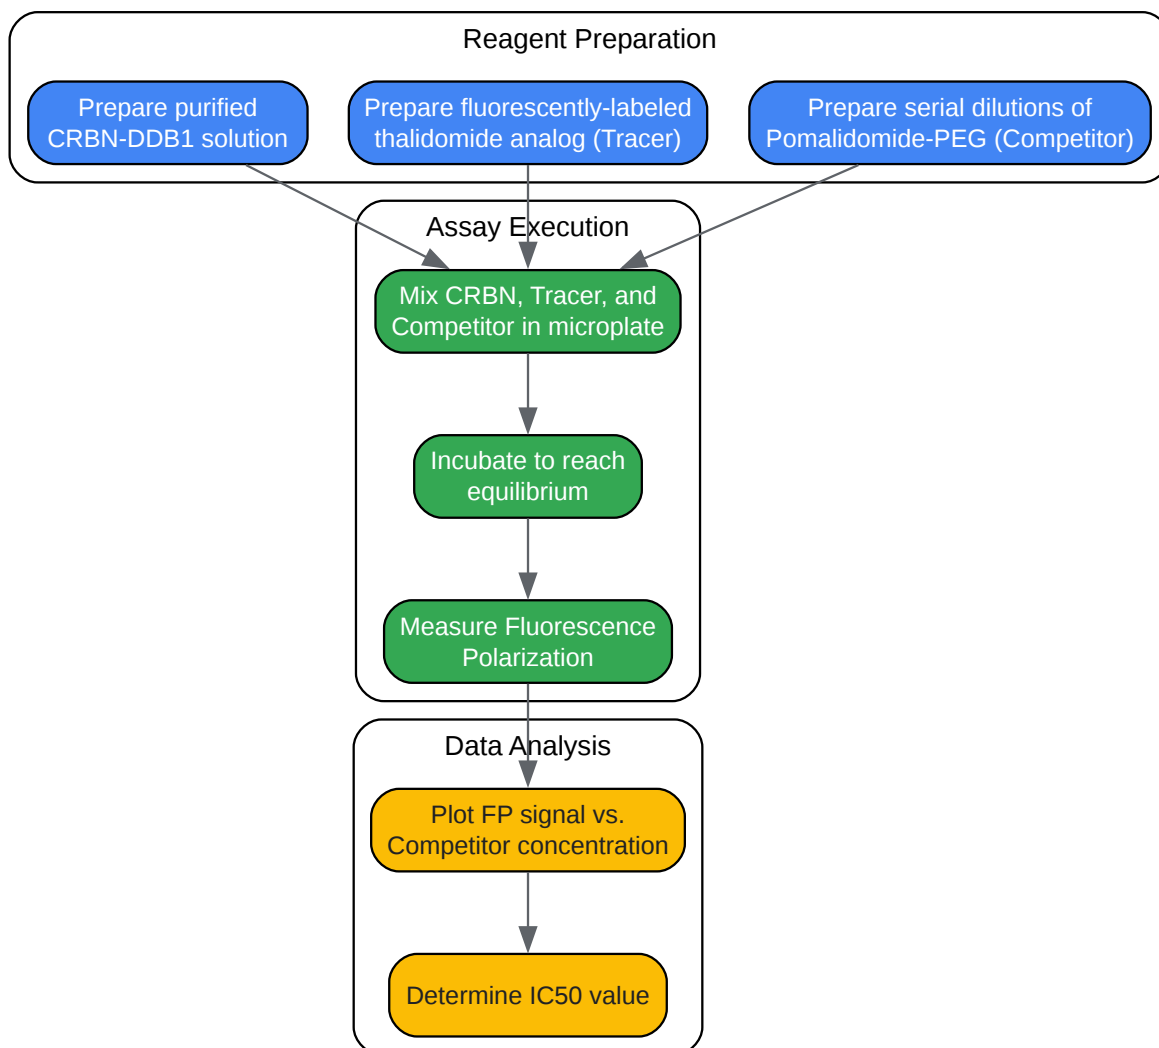 Reagent Preparation
Prepare purified
CRBN-DDB1 solution
Prepare fluorescently-labeled
thalidomide analog (Tracer)
Prepare serial dilutions of
Pomalidomide-PEG (Competitor)
Assay Execution
Mix CRBN, Tracer, and
Competitor in microplate
Incubate to reach
equilibrium
Measure Fluorescence
Polarization
Data Analysis
Plot FP signal vs.
Competitor concentration
Determine IC50 value